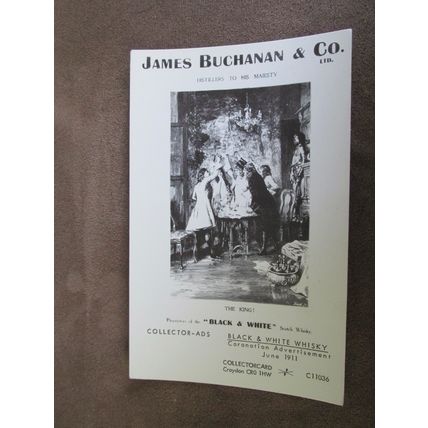 JAMES BUCHANAN & CO. LTD.
DISTILLERS TO HIS MAJESTY
THE KING!
Proprietors of the "BLACK & WHITE" Scotch Whisky.
COLLECTOR-ADS
BLACK & WHITE WHISKY
Coronation Advertisement
June 1911
COLLECTORCARD
Croydon CR0 1HW
C11036